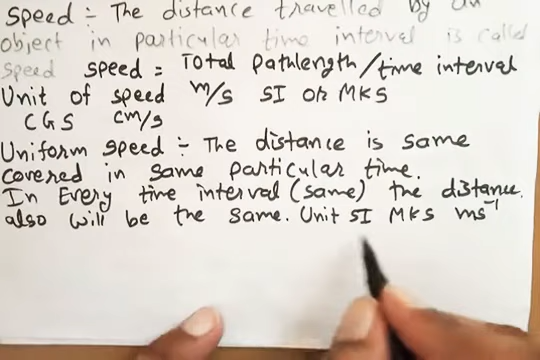 Speed :- The distance travelled by an
object in particular time interval is called
speed speed = Total Pathlength / time interval
Unit of speed m/s SI or MKS
CGS cm/s
Uniform speed :- The distance is same
covered in same particular time.
In Every time interval (same) the distance.
also will be the same. Unit SI MKS ms⁻¹